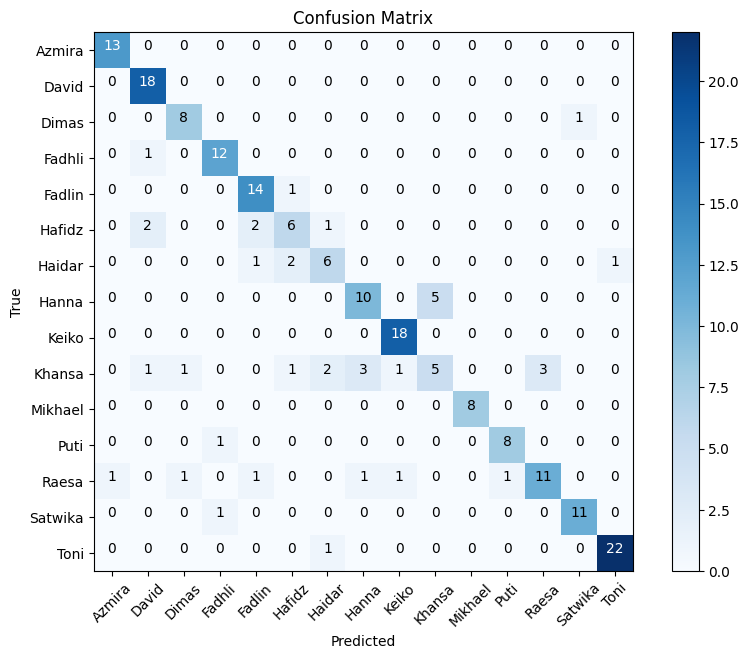 Confusion Matrix
True
Azmira 13 0 0 0 0 0 0 0 0 0 0 0 0 0 0
David 0 18 0 0 0 0 0 0 0 0 0 0 0 0 0
Dimas 0 0 8 0 0 0 0 0 0 0 0 0 0 1 0
Fadhli 0 1 0 12 0 0 0 0 0 0 0 0 0 0 0
Fadlin 0 0 0 0 14 1 0 0 0 0 0 0 0 0 0
Hafidz 0 2 0 0 2 6 1 0 0 0 0 0 0 0 0
Haidar 0 0 0 0 1 2 6 0 0 0 0 0 0 0 1
Hanna 0 0 0 0 0 0 0 10 0 5 0 0 0 0 0
Keiko 0 0 0 0 0 0 0 0 18 0 0 0 0 0 0
Khansa 0 1 1 0 0 1 2 3 1 5 0 0 3 0 0
Mikhael 0 0 0 0 0 0 0 0 0 0 8 0 0 0 0
Puti 0 0 0 1 0 0 0 0 0 0 0 8 0 0 0
Raesa 1 0 1 0 1 0 0 1 1 0 0 1 11 0 0
Satwika 0 0 0 1 0 0 0 0 0 0 0 0 0 11 0
Toni 0 0 0 0 0 0 1 0 0 0 0 0 0 0 22
Azmira David Dimas Fadhli Fadlin Hafidz Haidar Hanna Keiko Khansa Mikhael Puti Raesa Satwika Toni
Predicted
20.0
17.5
15.0
12.5
10.0
7.5
5.0
2.5
0.0